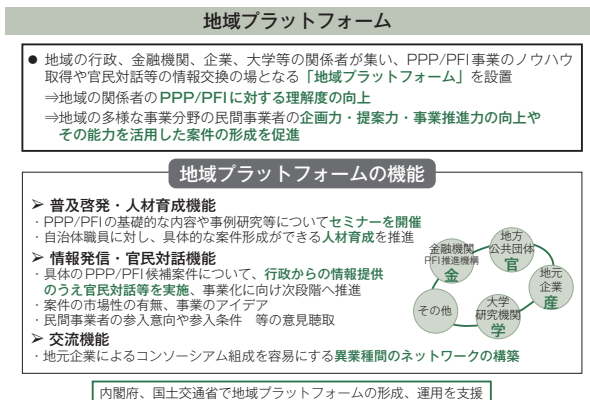 地域プラットフォーム
● 地域の行政、金融機関、企業、大学等の関係者が集い、PPP/PFI事業のノウハウ
取得や官民対話等の情報交換の場となる「地域プラットフォーム」を設置
⇒地域の関係者のPPP/PFIに対する理解度の向上
⇒地域の多様な事業分野の民間事業者の企画力・提案力・事業推進力の向上や
その能力を活用した案件の形成を促進
地域プラットフォームの機能
➢ 普及啓発・人材育成機能
・PPP/PFIの基礎的な内容や事例研究等についてセミナーを開催
・自治体職員に対し、具体的な案件形成ができる人材育成を推進
➢ 情報発信・官民対話機能
・具体のPPP/PFI候補案件について、行政からの情報提供
のうえ官民対話等を実施、事業化に向け次段階へ推進
・案件の市場性の有無、事業のアイデア
・民間事業者の参入意向や参入条件 等の意見聴取
➢ 交流機能
・地元企業によるコンソーシアム組成を容易にする異業種間のネットワークの構築
金融機関
PFI推進機構
金
地方
公共団体
官
地元
企業
産
大学
研究機関
学
その他
内閣府、国土交通省で地域プラットフォームの形成、運用を支援